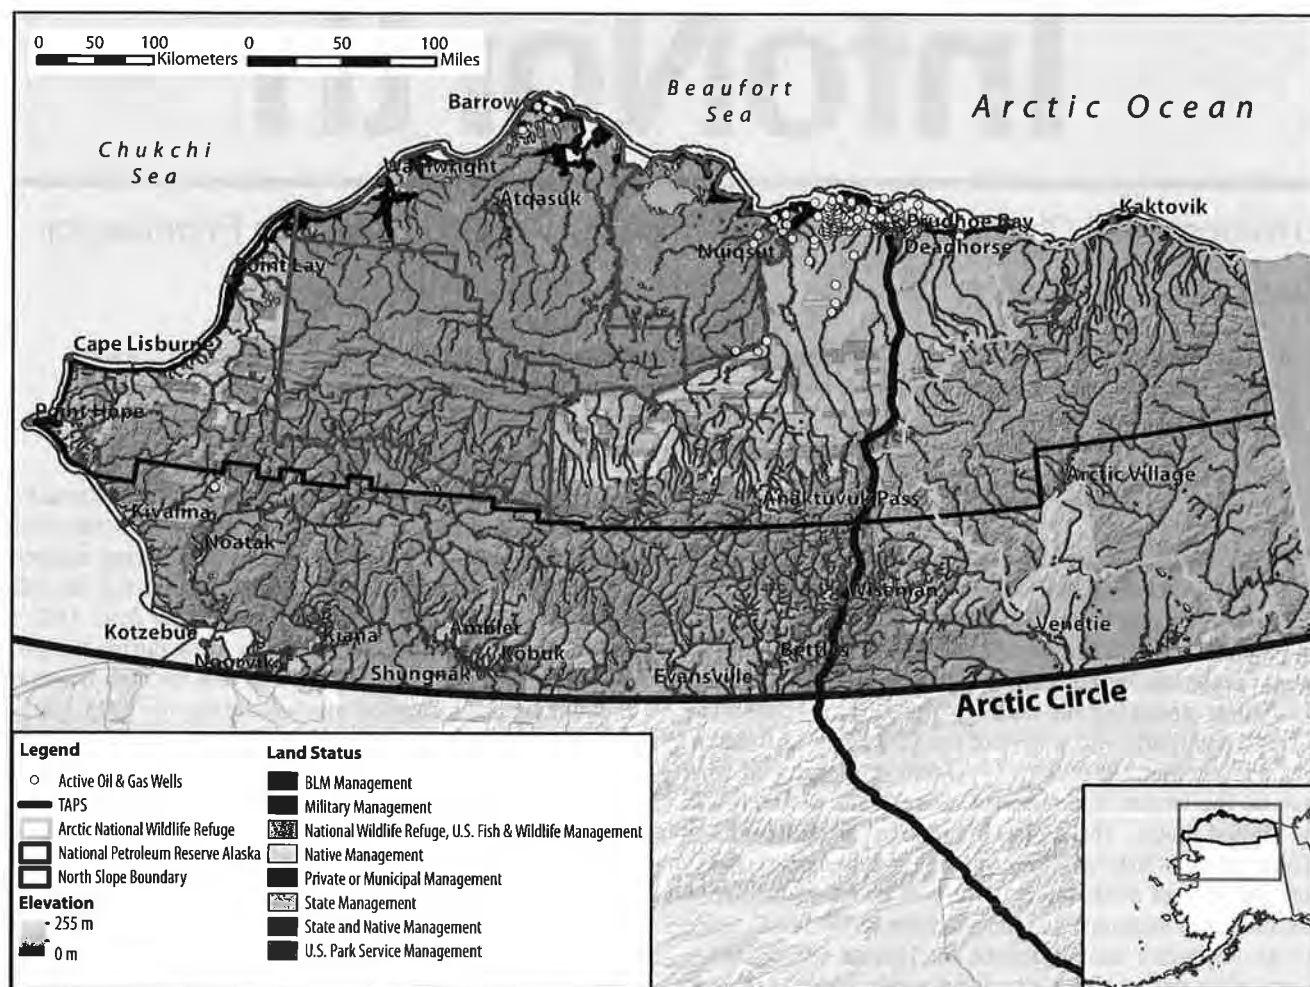 0 50 100
Kilometers
0 50 100
Miles
Beaufort
Sea
Arctic Ocean
Chukchi
Sea
Barrow
Wainwright
Atqasuk
Kaktovik
Prudhoe Bay
Deadhorse
Nuiqsut
Point Lay
Cape Lisburne
Point Hope
Arctic Village
Anaktuvuk Pass
Kivalina
Noatak
Wiseman
Kotzebue
Kiana
Ambler
Kobuk
Venetie
Noorvik
Shungnak
Evansville
Bettles
Arctic Circle
Legend
Active Oil & Gas Wells
TAPS
Arctic National Wildlife Refuge
National Petroleum Reserve Alaska
North Slope Boundary
Elevation
255 m
0 m
Land Status
BLM Management
Military Management
National Wildlife Refuge, U.S. Fish & Wildlife Management
Native Management
Private or Municipal Management
State Management
State and Native Management
U.S. Park Service Management